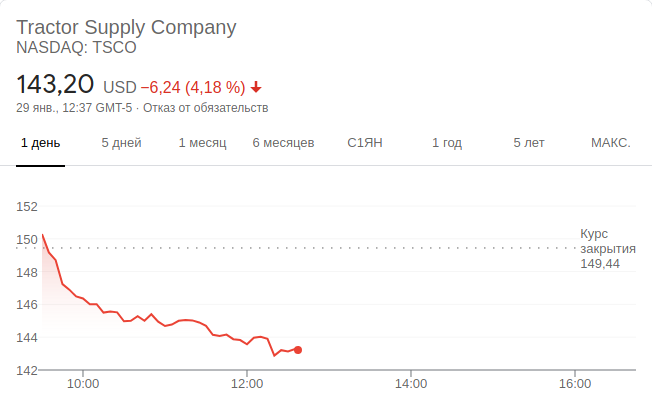 Tractor Supply Company
NASDAQ: TSCO
143,20 USD −6,24 (4,18 %)
29 янв., 12:37 GMT-5 · Отказ от обязательств
1 день 5 дней 1 месяц 6 месяцев С1ЯН 1 год 5 лет МАКС.
152
150
148
146
144
142
Курс
закрытия
149,44
10:00 12:00 14:00 16:00